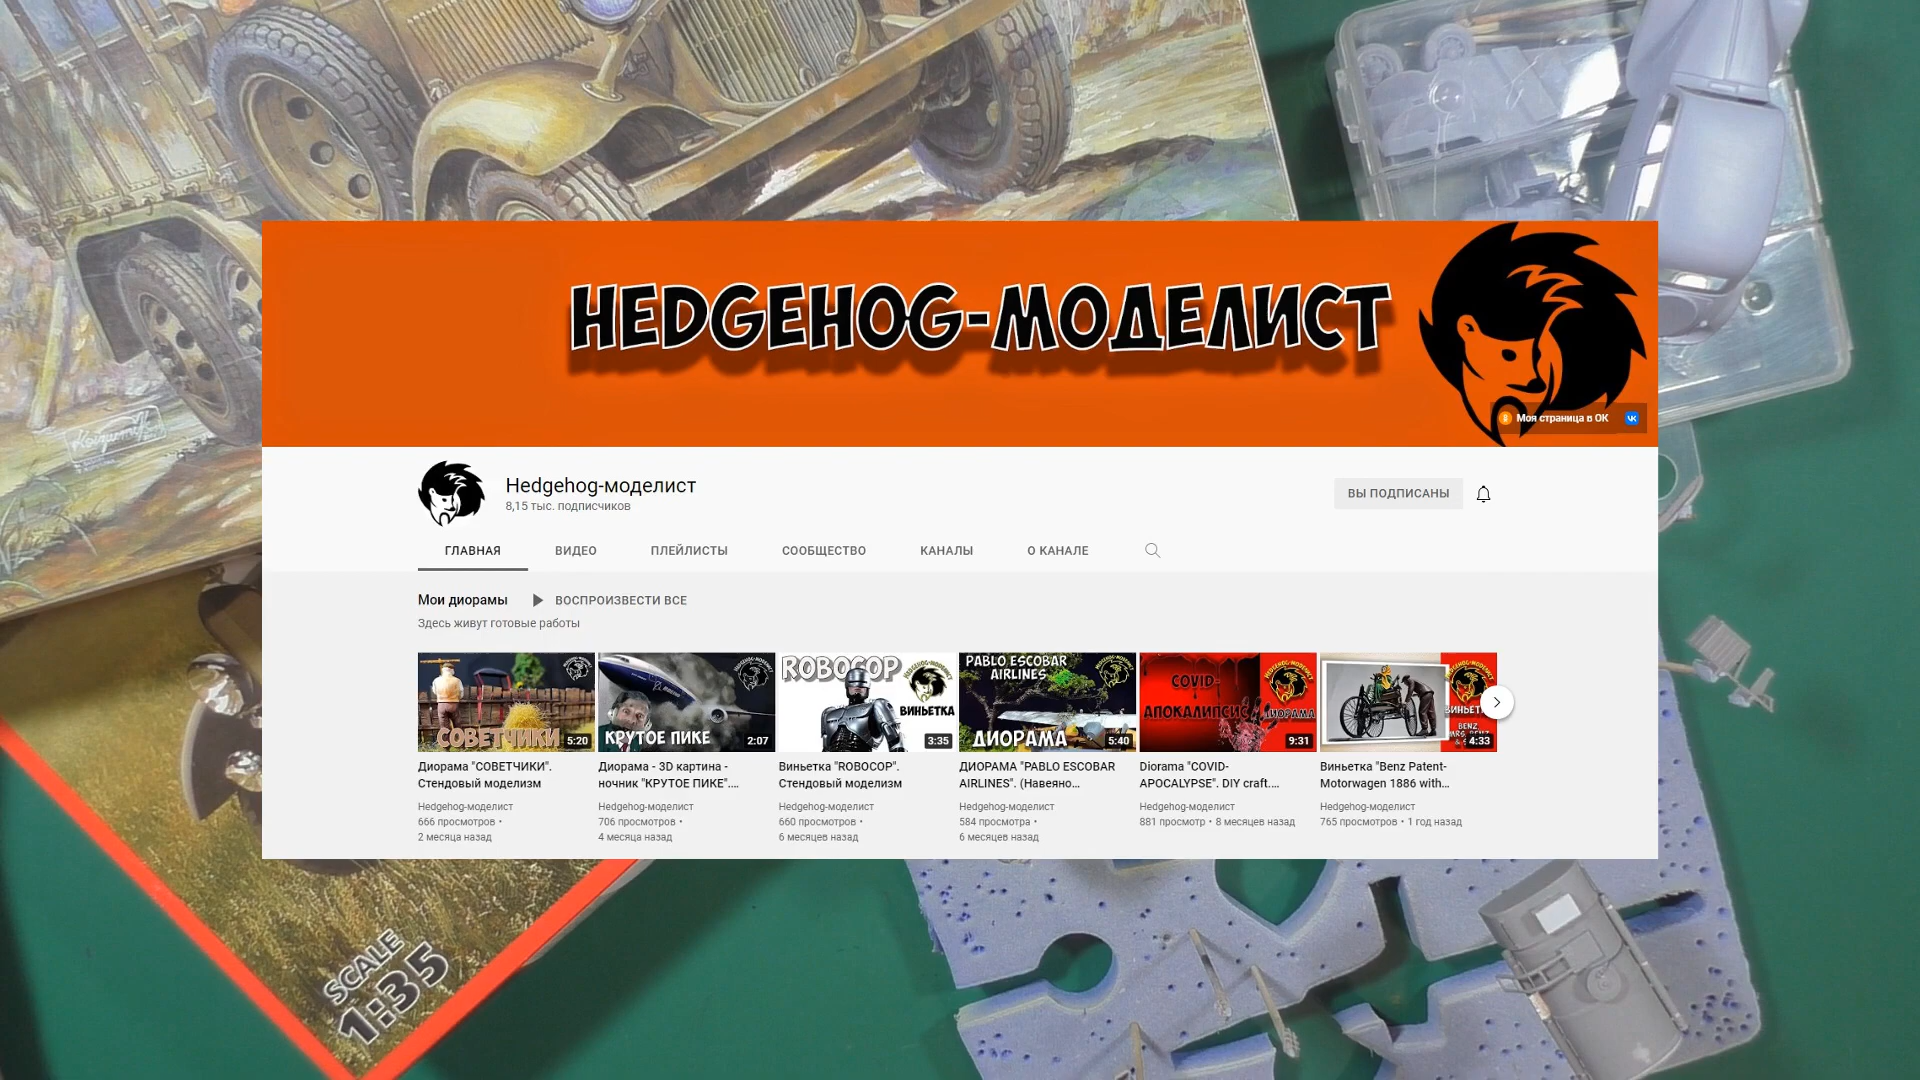 HEDGEHOG-МОДЕЛИСТ
Моя страница в ОК
Hedgehog-моделист
8,15 тыс. подписчиков
ВЫ ПОДПИСАНЫ
ГЛАВНАЯ
ВИДЕО
ПЛЕЙЛИСТЫ
СООБЩЕСТВО
КАНАЛЫ
О КАНАЛЕ
Мои диорамы
ВОСПРОИЗВЕСТИ ВСЕ
Здесь живут готовые работы
СОВЕТЧИКИ
5:20
КРУТОЕ ПИКЕ
2:07
ROBOCOP
ВИНЬЕТКА
3:35
PABLO ESCOBAR
AIRLINES
ДИОРАМА
5:40
COVID-
АПОКАЛИПСИС
ДИОРАМА
9:31
ВИНЬЕТКА
BENZ
4:33
Диорама "СОВЕТЧИКИ".
Стендовый моделизм
Hedgehog-моделист
666 просмотров •
2 месяца назад
Диорама - 3D картина -
ночник "КРУТОЕ ПИКЕ"....
Hedgehog-моделист
706 просмотров •
4 месяца назад
Виньетка "ROBOCOP".
Стендовый моделизм
Hedgehog-моделист
660 просмотров •
6 месяцев назад
ДИОРАМА "PABLO ESCOBAR
AIRLINES". (Навеяно...
Hedgehog-моделист
584 просмотра •
6 месяцев назад
Диорама "COVID-
APOCALYPSE". DIY craft....
Hedgehog-моделист
881 просмотр • 8 месяцев назад
Виньетка "Benz Patent-
Motorwagen 1886 with...
Hedgehog-моделист
765 просмотров • 1 год назад
SCALE
1:35